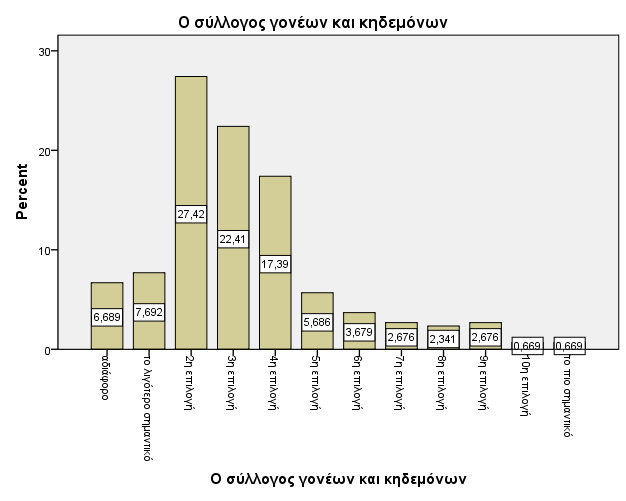 Ο σύλλογος γονέων και κηδεμόνων
Percent
30
20
10
0
6,689
7,692
27,42
22,41
17,39
5,686
3,679
2,676
2,341
2,676
0,669
0,669
αδιάφορο
το λιγότερο σημαντικό
2η επιλογή
3η επιλογή
4η επιλογή
5η επιλογή
6η επιλογή
7η επιλογή
8η επιλογή
9η επιλογή
10η επιλογή
το πιο σημαντικό
Ο σύλλογος γονέων και κηδεμόνων